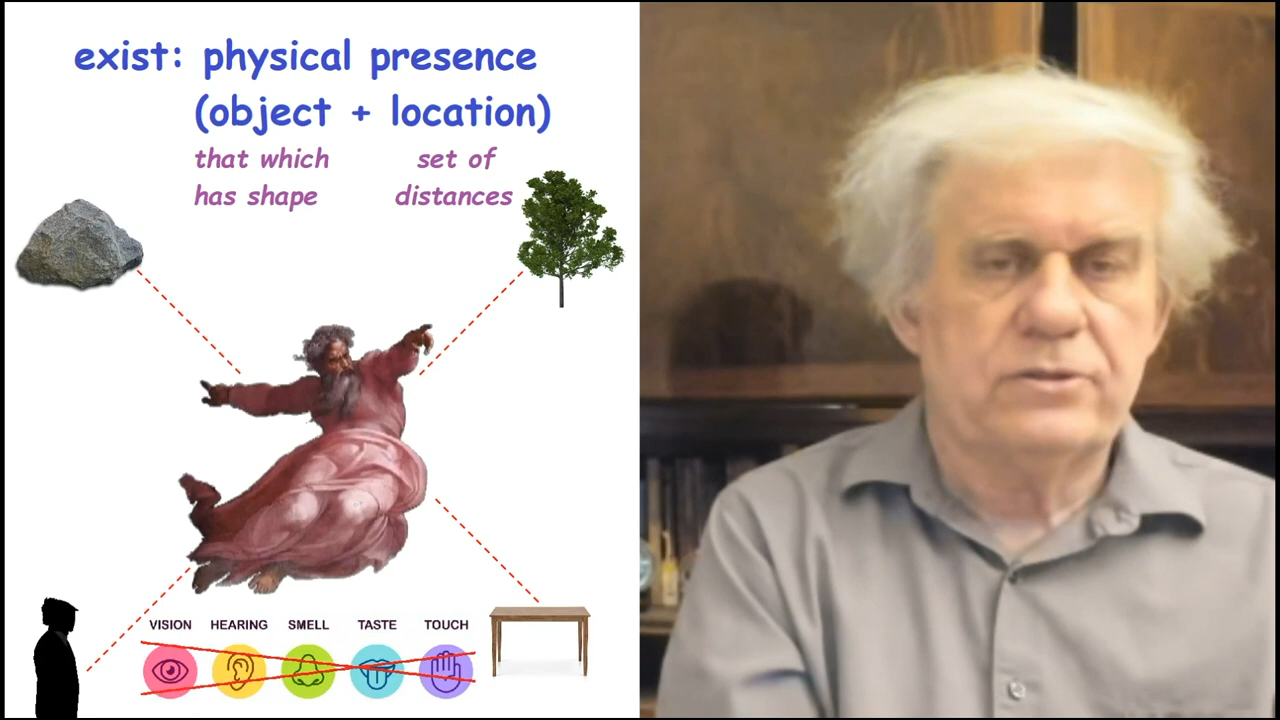 exist: physical presence
(object + location)
that which
has shape
set of
distances
VISION HEARING SMELL TASTE TOUCH